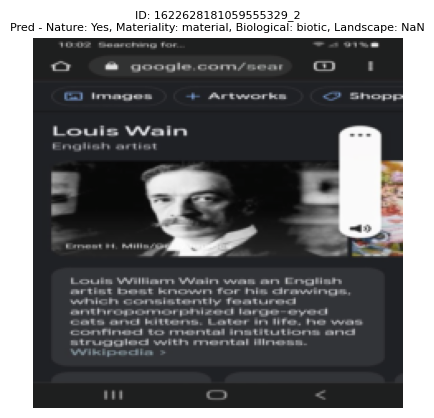 ID: 1622628181059555329_2
Pred - Nature: Yes, Materiality: material, Biological: biotic, Landscape: NaN
10:02 Searching for... 91%
google.com/sear
1
Images
Artworks
Shopp
Louis Wain
English artist
Ernest H. Mills/
Louis William Wain was an English
artist best known for his drawings,
which consistently featured
anthropomorphized large-eyed
cats and kittens. Later in life, he was
confined to mental institutions and
struggled with mental illness.
Wikipedia >